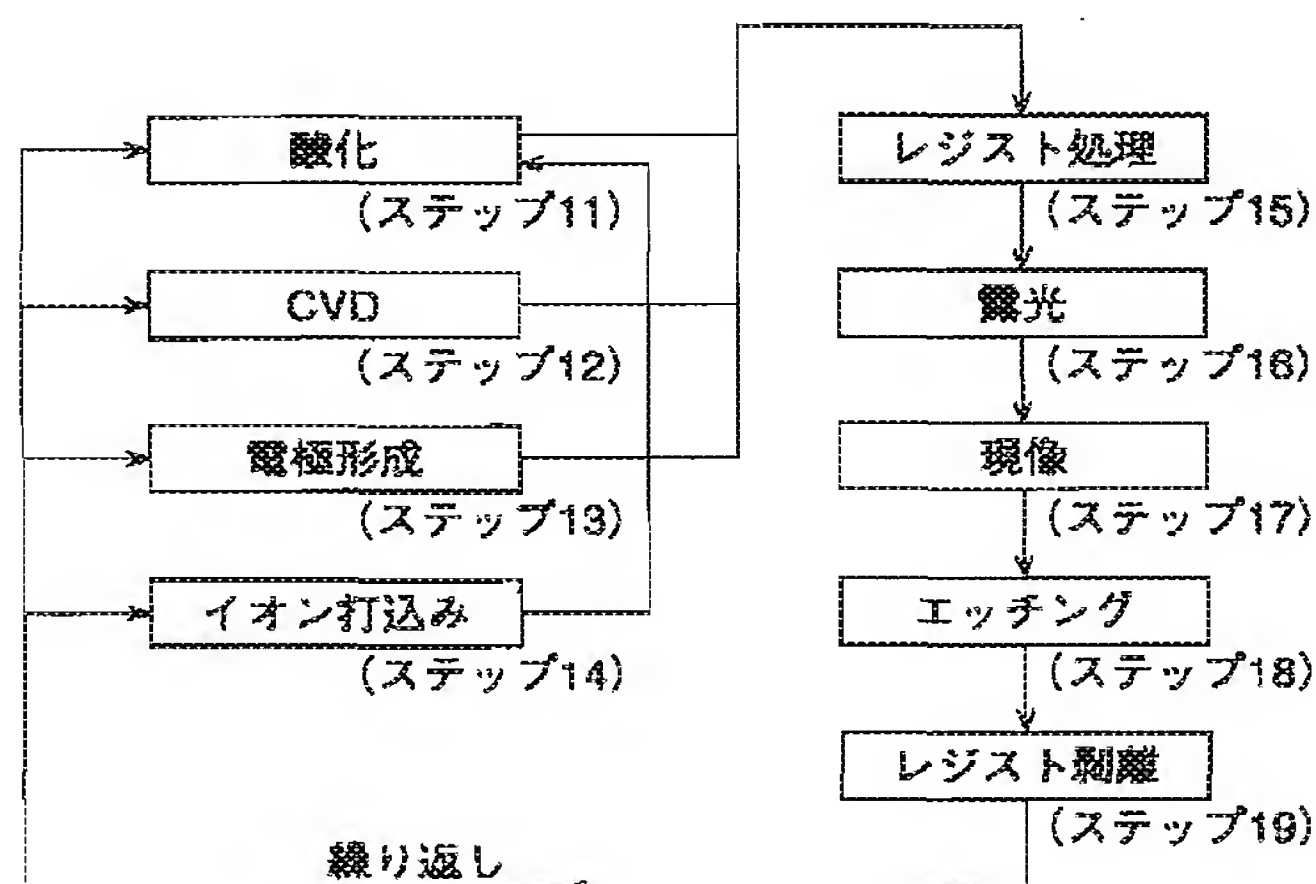 酸化
(ステップ11)
CVD
(ステップ12)
電極形成
(ステップ13)
イオン打込み
(ステップ14)
レジスト処理
(ステップ15)
露光
(ステップ16)
現像
(ステップ17)
エッチング
(ステップ18)
レジスト剥離
(ステップ19)
繰り返し